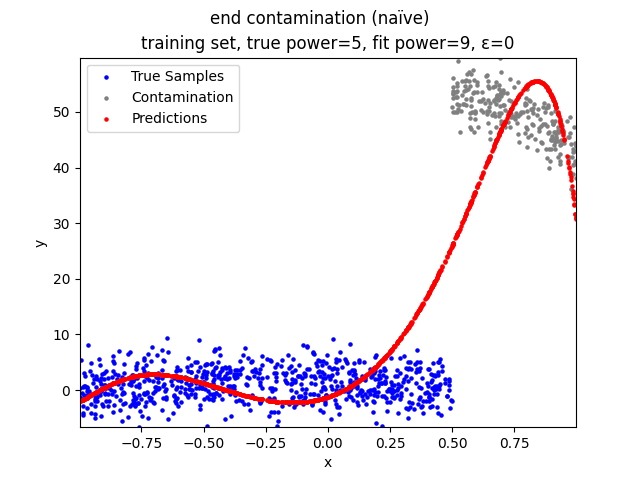 end contamination (naïve)
training set, true power=5, fit power=9, ε=0
True Samples
Contamination
Predictions
y
50
40
30
20
10
0
−0.75
−0.50
−0.25
0.00
0.25
0.50
0.75
x